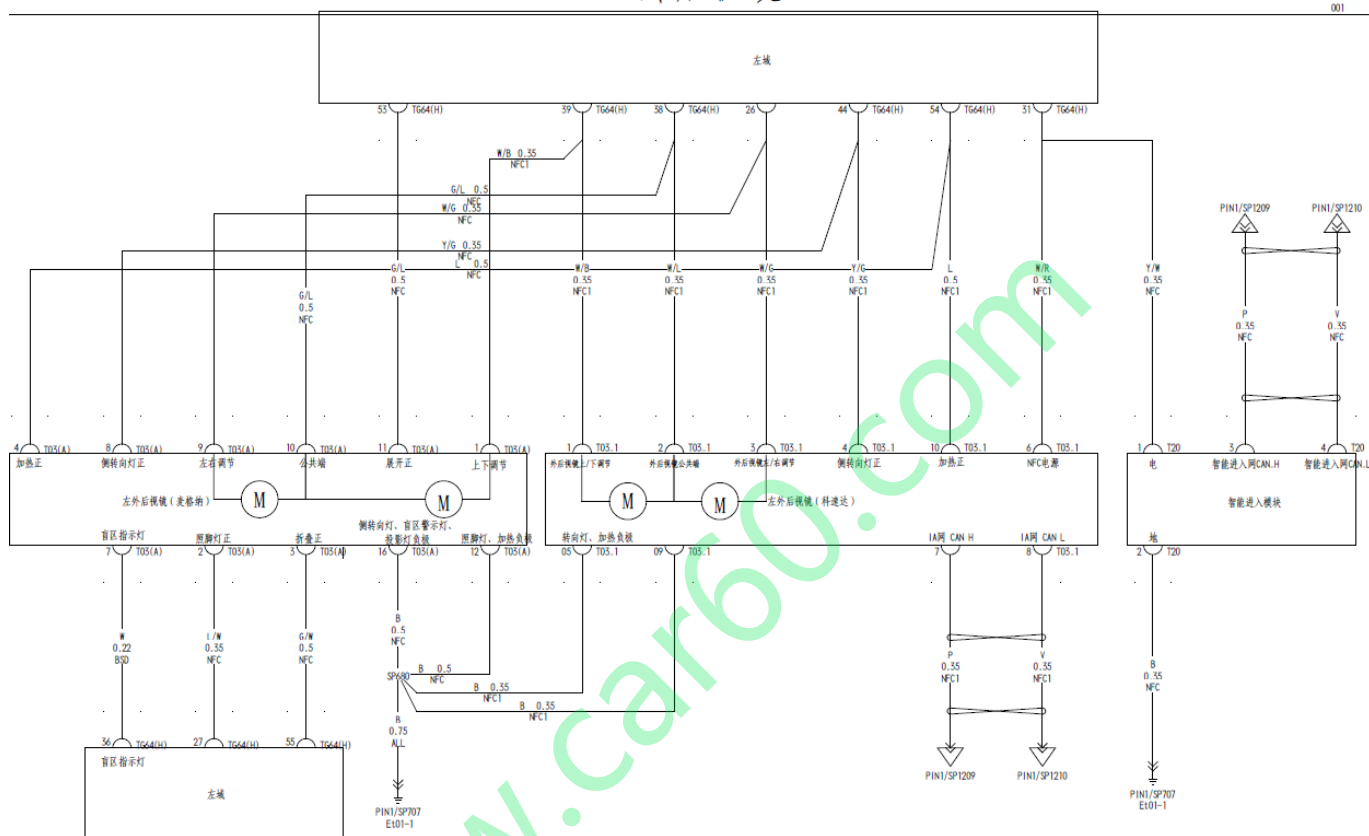 001
左域
53 TG64(H) 39 TG64(H) 38 TG64(H) 26 44 TG64(H) 54 TG64(H) 31 TG64(H)
W/B 0.35
NFC1
G/L 0.5
NFC
W/G 0.35
NFC
Y/G 0.35
NFC
L 0.5
NFC
PIN1/SP1209 PIN1/SP1210
G/L W/B W/L W/G Y/G L W/R Y/W
0.5 0.35 0.35 0.35 0.35 0.5 0.35 0.35
NFC NFC1 NFC1 NFC1 NFC1 NFC1 NFC1 NFC
G/L
0.5
NFC
P V
0.35 0.35
NFC NFC
4 T03(A) 8 T03(A) 9 T03(A) 10 T03(A) 11 T03(A) 1 T03(A) 1 T03.1 2 T03.1 3 T03.1 4 T03.1 10 T03.1 6 T03.1 1 T20 3 T20 4 T20
加热正 侧转向灯正 左右调节 公共端 展开正 上下调节 外后视镜上/下调节 外后视镜公共端 外后视镜左/右调节 侧转向灯正 加热正 NFC电源 电 智能进入网CAN.H 智能进入网CAN.L
左外后视镜(麦格纳) M M M M 左外后视镜(科速达) 智能进入模块
侧转向灯、盲区警示灯、
盲区指示灯 照脚灯正 折叠正 投影灯负极 照脚灯、加热负极 转向灯、加热负极 IA网 CAN H IA网 CAN L 地
7 T03(A) 2 T03(A) 3 T03(A) 16 T03(A) 12 T03(A) 05 T03.1 09 T03.1 7 T03.1 8 T03.1 2 T20
W L/W G/W B P V B
0.22 0.35 0.5 0.5 0.35 0.35 0.35
BSD NFC NFC NFC NFC1 NFC1 NFC
SP680
B 0.5
NFC
B 0.35
NFC1
B 0.35
NFC1
B
0.75
ALL
36 TG64(H) 27 TG64(H) 55 TG64(H)
盲区指示灯
左域
PIN1/SP1209 PIN1/SP1210
PIN1/SP707
Et01-1
PIN1/SP707
Et01-1
www.car60.com